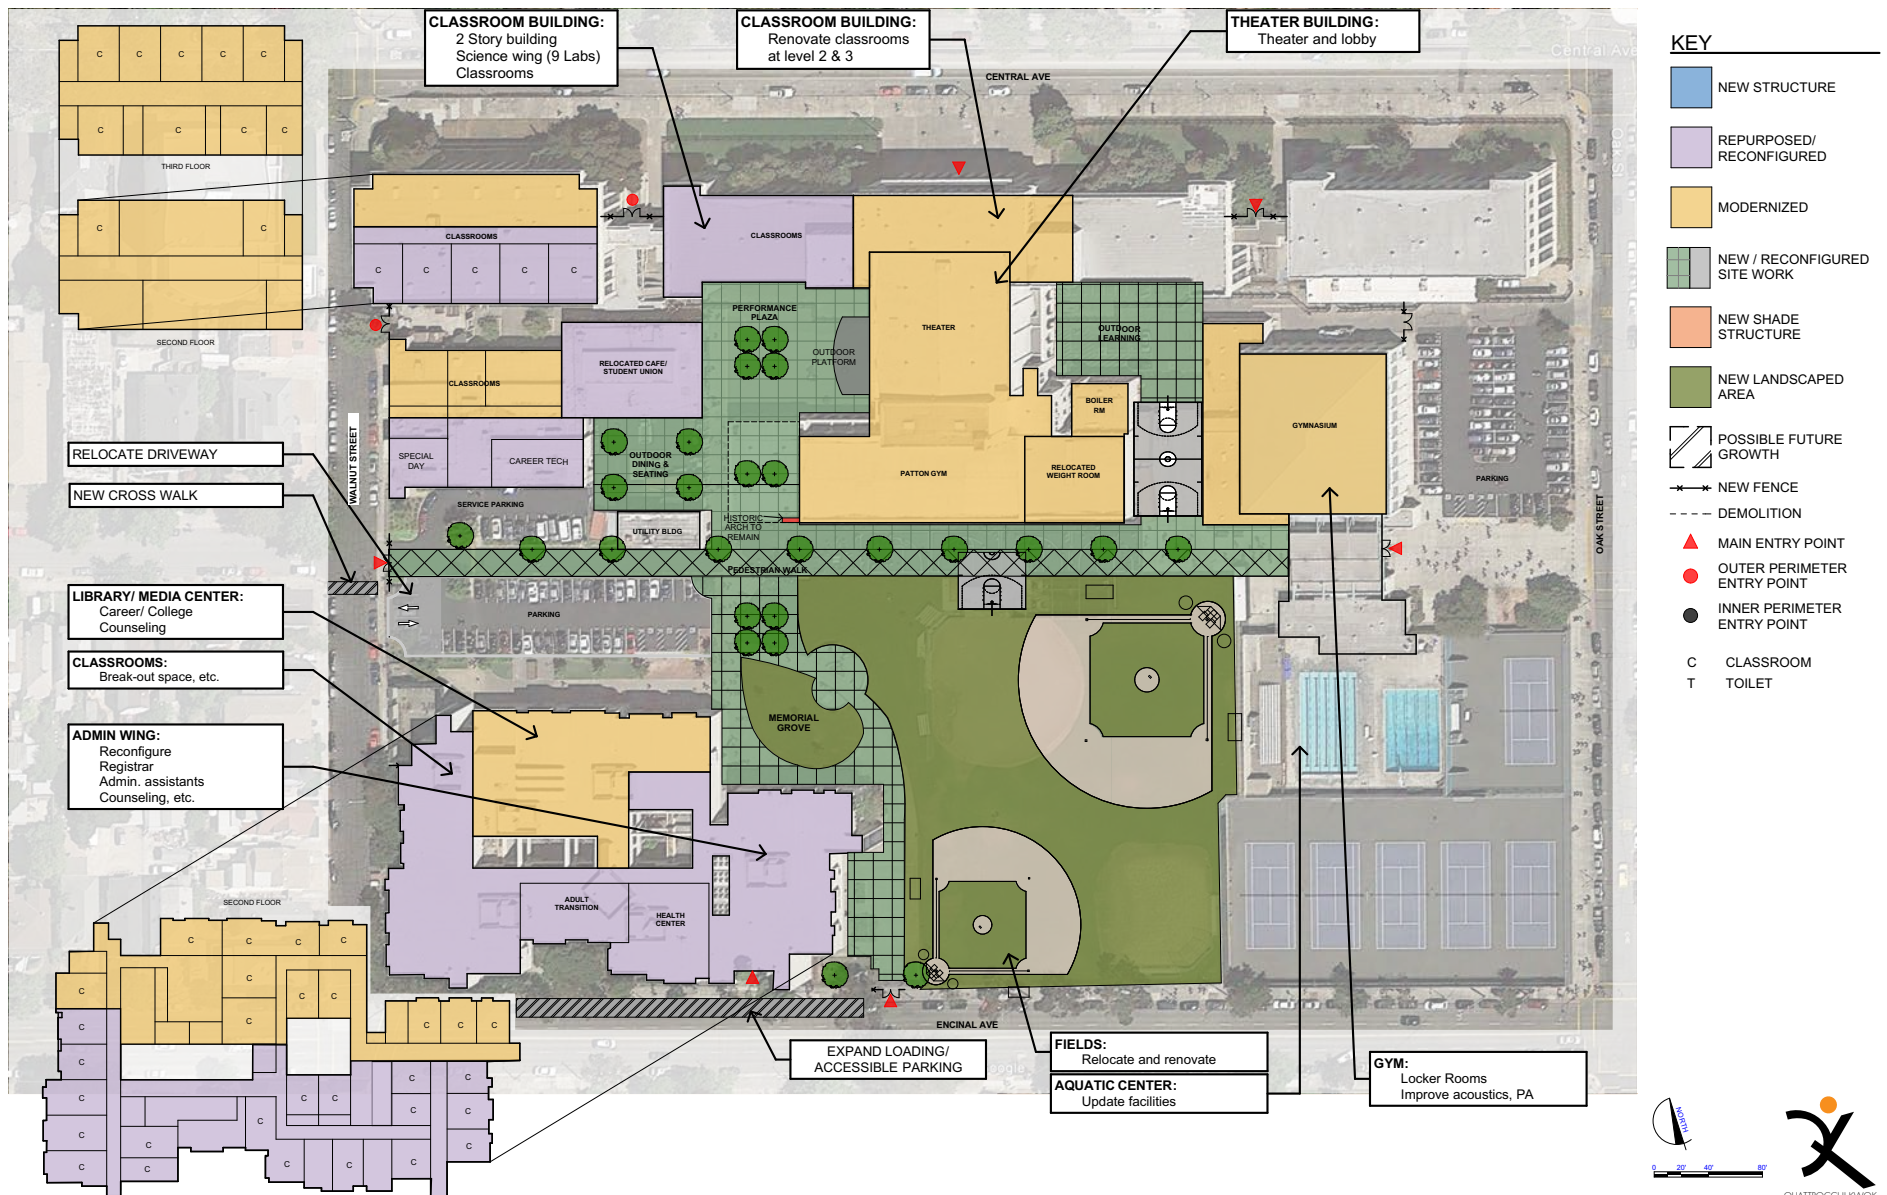 CLASSROOM BUILDING:
2 Story building
Science wing (9 Labs)
Classrooms
CLASSROOM BUILDING:
Renovate classrooms
at level 2 & 3
THEATER BUILDING:
Theater and lobby
Central Ave
CENTRAL AVE
Oak St
C C C C C
C C C C
THIRD FLOOR
C C
SECOND FLOOR
CLASSROOMS
C C C C C
CLASSROOMS
PERFORMANCE
PLAZA
THEATER
OUTDOOR
PLATFORM
OUTDOOR
LEARNING
RELOCATED CAFE/
STUDENT UNION
CLASSROOMS
BOILER
RM
GYMNASIUM
SPECIAL
DAY
CAREER TECH
OUTDOOR
DINING &
SEATING
PATTON GYM
RELOCATED
WEIGHT ROOM
PARKING
WALNUT STREET
OAK STREET
SERVICE PARKING
HISTORIC
ARCH TO
REMAIN
UTILITY BLDG
PEDESTRIAN WALK
PARKING
RELOCATE DRIVEWAY
NEW CROSS WALK
LIBRARY/ MEDIA CENTER:
Career/ College
Counseling
CLASSROOMS:
Break-out space, etc.
ADMIN WING:
Reconfigure
Registrar
Admin. assistants
Counseling, etc.
MEMORIAL
GROVE
ADULT
TRANSITION
HEALTH
CENTER
SECOND FLOOR
C C C C
C C C
C
C C C C
C
C C
C C C C
C C C
C C C
C C C C C
ENCINAL AVE
EXPAND LOADING/
ACCESSIBLE PARKING
FIELDS:
Relocate and renovate
AQUATIC CENTER:
Update facilities
GYM:
Locker Rooms
Improve acoustics, PA
KEY
NEW STRUCTURE
REPURPOSED/
RECONFIGURED
MODERNIZED
NEW / RECONFIGURED
SITE WORK
NEW SHADE
STRUCTURE
NEW LANDSCAPED
AREA
POSSIBLE FUTURE
GROWTH
NEW FENCE
DEMOLITION
MAIN ENTRY POINT
OUTER PERIMETER
ENTRY POINT
INNER PERIMETER
ENTRY POINT
C CLASSROOM
T TOILET
NORTH
0 20' 40' 80'